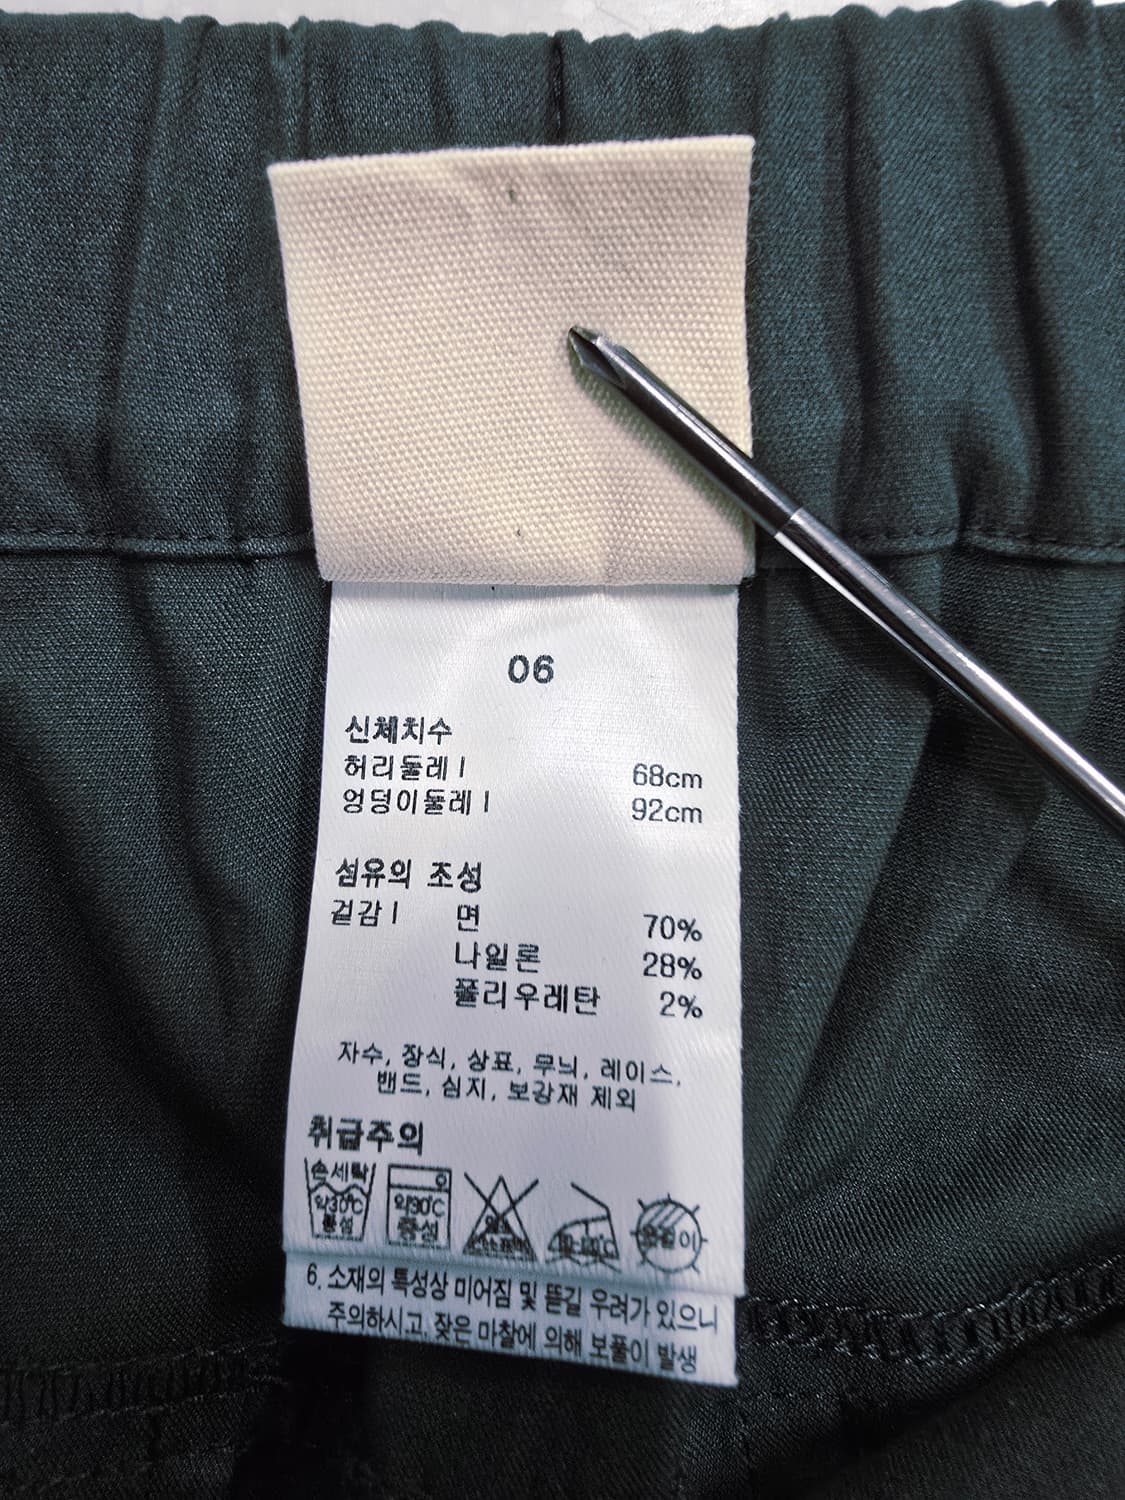 06
신체치수
허리둘레 I 68cm
엉덩이둘레 I 92cm
섬유의 조성
겉감 I 면 70%
나일론 28%
폴리우레탄 2%
자수, 장식, 상표, 무늬, 레이스,
밴드, 심지, 보강재 제외
취급주의
손세탁
약30℃
중성
약30℃
중성
6. 소재의 특성상 미어짐 및 뜯길 우려가 있으니
주의하시고, 잦은 마찰에 의해 보풀이 발생